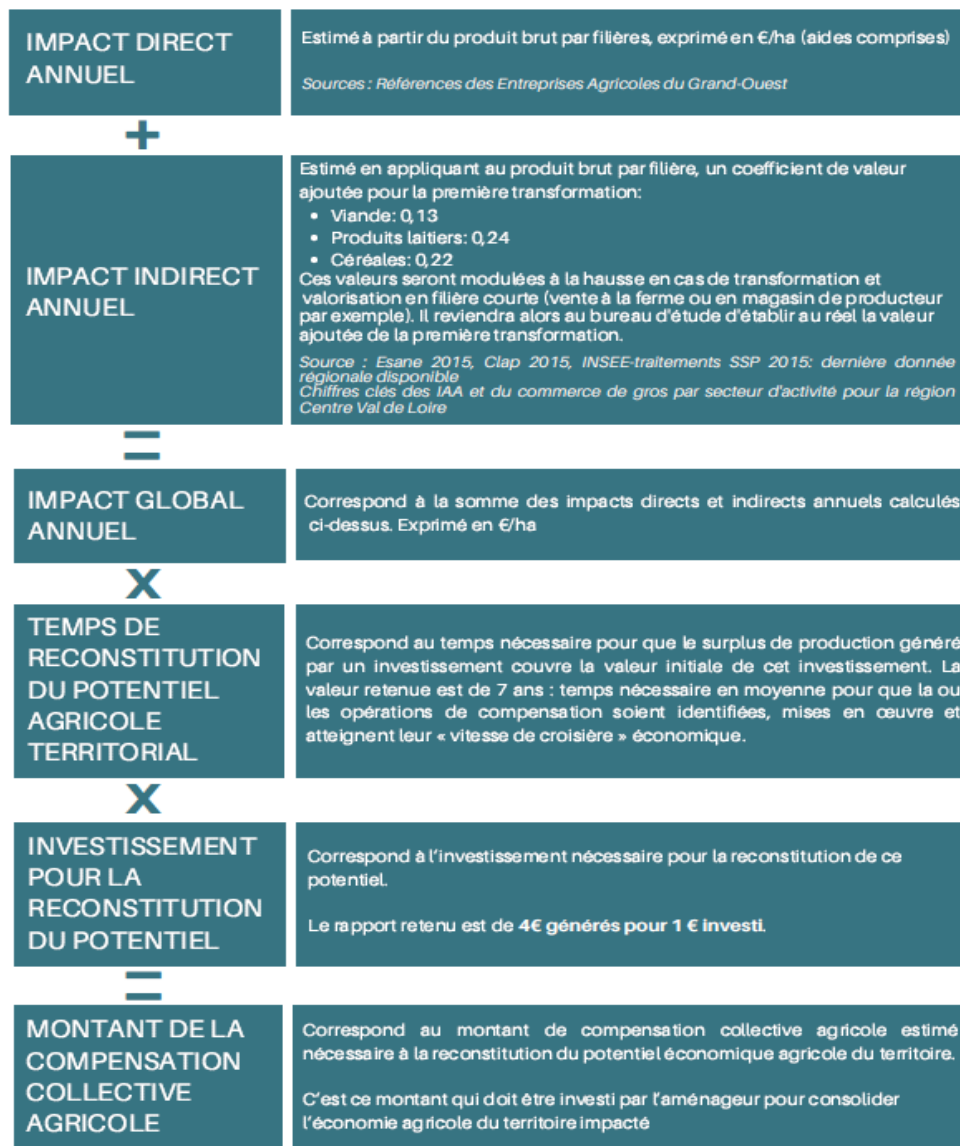 IMPACT DIRECT
ANNUEL
Estimé à partir du produit brut par filières, exprimé en €/ha (aides comprises)
Sources : Références des Entreprises Agricoles du Grand-Ouest
+
IMPACT INDIRECT
ANNUEL
Estimé en appliquant au produit brut par filière, un coefficient de valeur
ajoutée pour la première transformation:
• Viande: 0,13
• Produits laitiers: 0,24
• Céréales: 0,22
Ces valeurs seront modulées à la hausse en cas de transformation et
valorisation en filière courte (vente à la ferme ou en magasin de producteur
par exemple). Il reviendra alors au bureau d'étude d'établir au réel la valeur
ajoutée de la première transformation.
Source : Esane 2015, Clap 2015, INSEE-traitements SSP 2015: dernière donnée
régionale disponible
Chiffres clés des IAA et du commerce de gros par secteur d'activité pour la région
Centre Val de Loire
=
IMPACT GLOBAL
ANNUEL
Correspond à la somme des impacts directs et indirects annuels calculés
ci-dessus. Exprimé en €/ha
X
TEMPS DE
RECONSTITUTION
DU POTENTIEL
AGRICOLE
TERRITORIAL
Correspond au temps nécessaire pour que le surplus de production généré
par un investissement couvre la valeur initiale de cet investissement. La
valeur retenue est de 7 ans : temps nécessaire en moyenne pour que la ou
les opérations de compensation soient identifiées, mises en œuvre et
atteignent leur « vitesse de croisière » économique.
X
INVESTISSEMENT
POUR LA
RECONSTITUTION
DU POTENTIEL
Correspond à l'investissement nécessaire pour la reconstitution de ce
potentiel.
Le rapport retenu est de 4€ générés pour 1 € investi.
=
MONTANT DE LA
COMPENSATION
COLLECTIVE
AGRICOLE
Correspond au montant de compensation collective agricole estimé
nécessaire à la reconstitution du potentiel économique agricole du territoire.
C'est ce montant qui doit être investi par l'aménageur pour consolider
l'économie agricole du territoire impacté